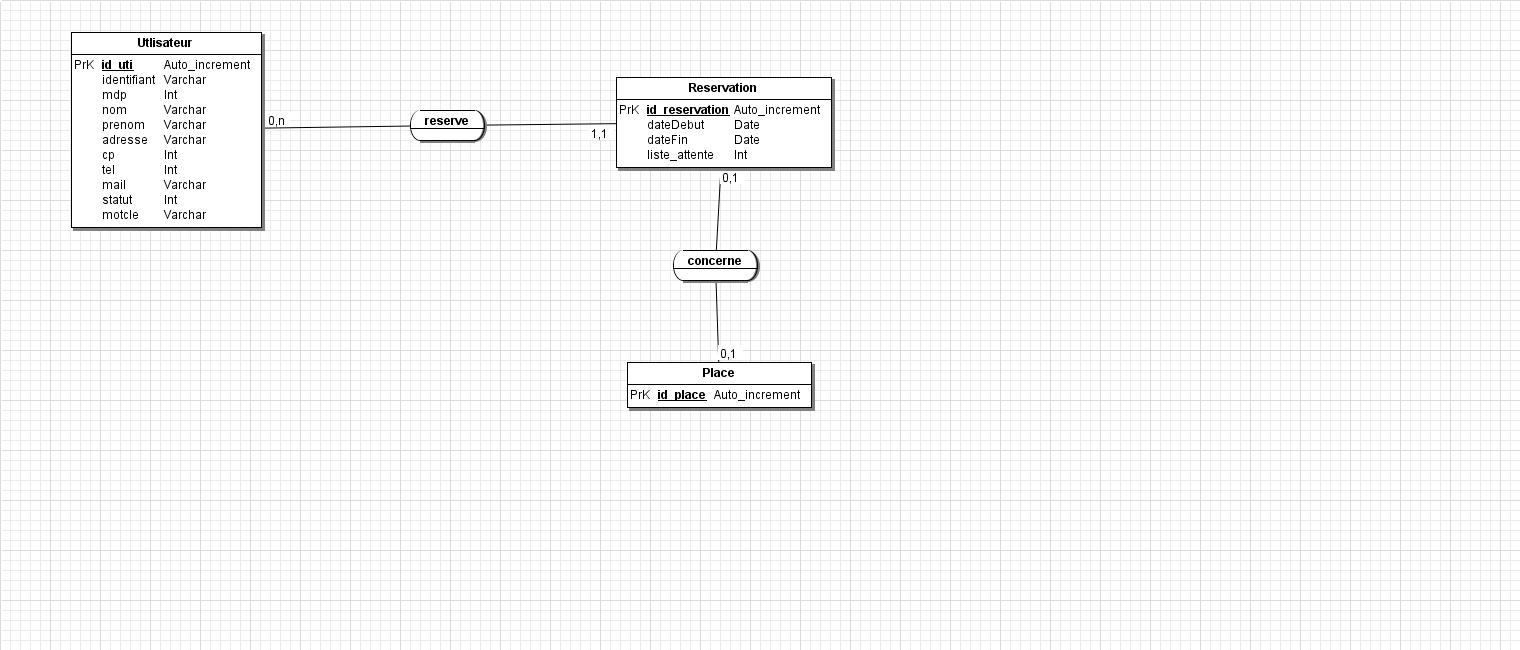 Utlisateur
PrK id_uti Auto_increment
identifiant Varchar
mdp Int
nom Varchar
prenom Varchar
adresse Varchar
cp Int
tel Int
mail Varchar
statut Int
motcle Varchar
0,n
reserve
1,1
Reservation
PrK id_reservation Auto_increment
dateDebut Date
dateFin Date
liste_attente Int
0,1
concerne
0,1
Place
PrK id_place Auto_increment